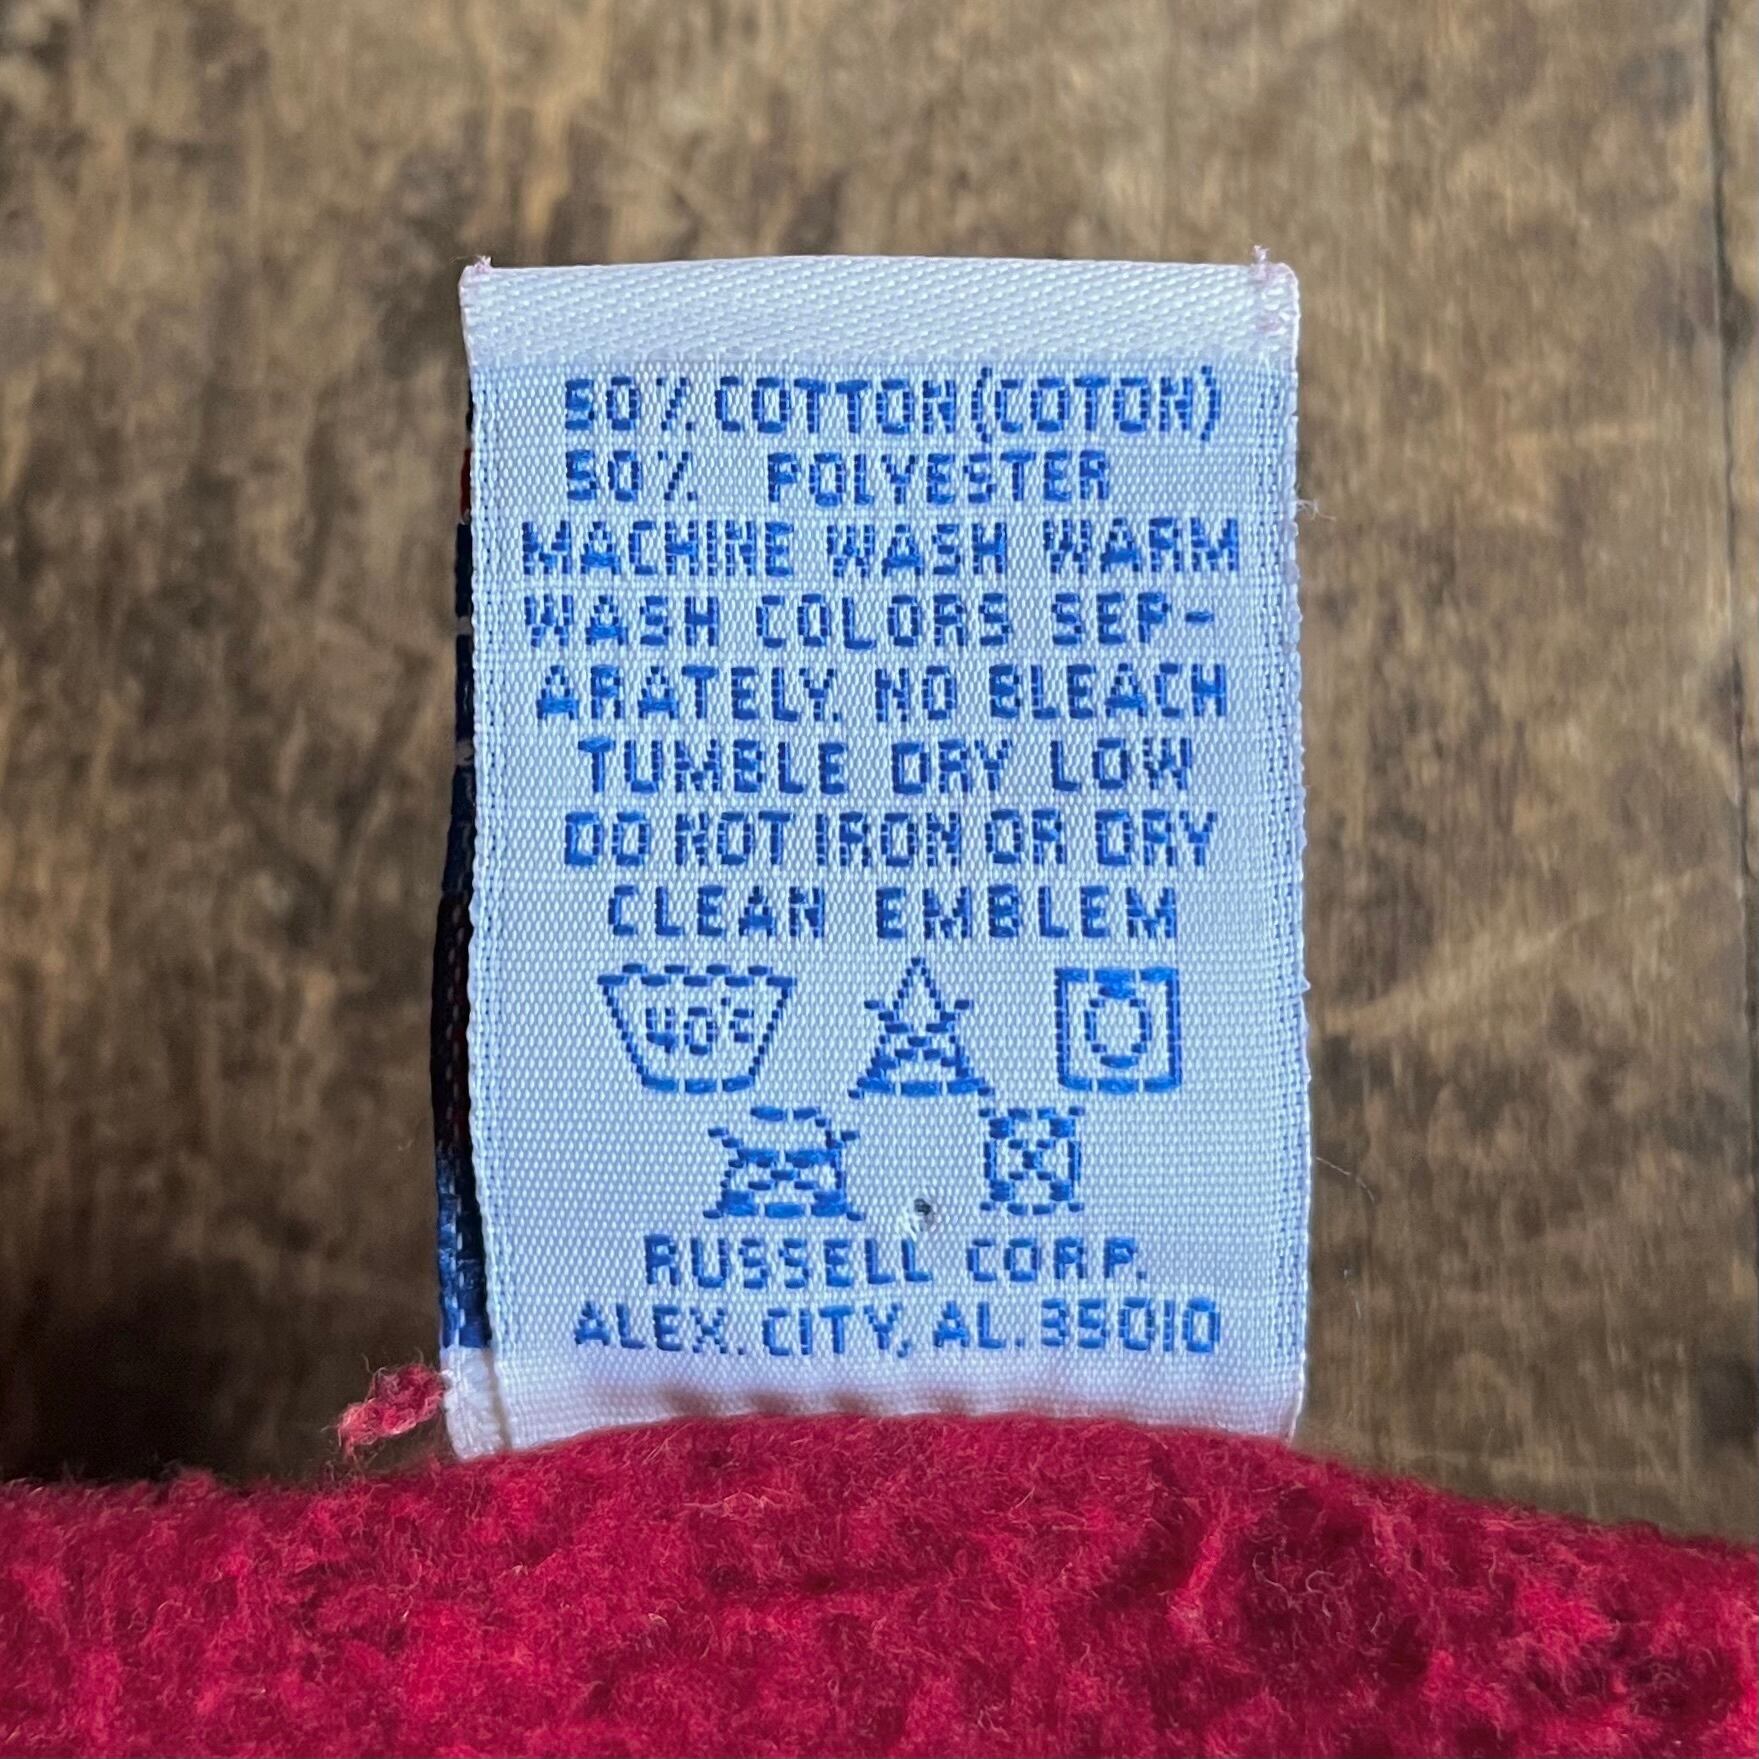 50% COTTON (COTON)
50% POLYESTER
MACHINE WASH WARM
WASH COLORS SEP-
ARATELY. NO BLEACH
TUMBLE DRY LOW
DO NOT IRON OR DRY
CLEAN EMBLEM
40°C
RUSSELL CORP.
ALEX. CITY, AL. 35010